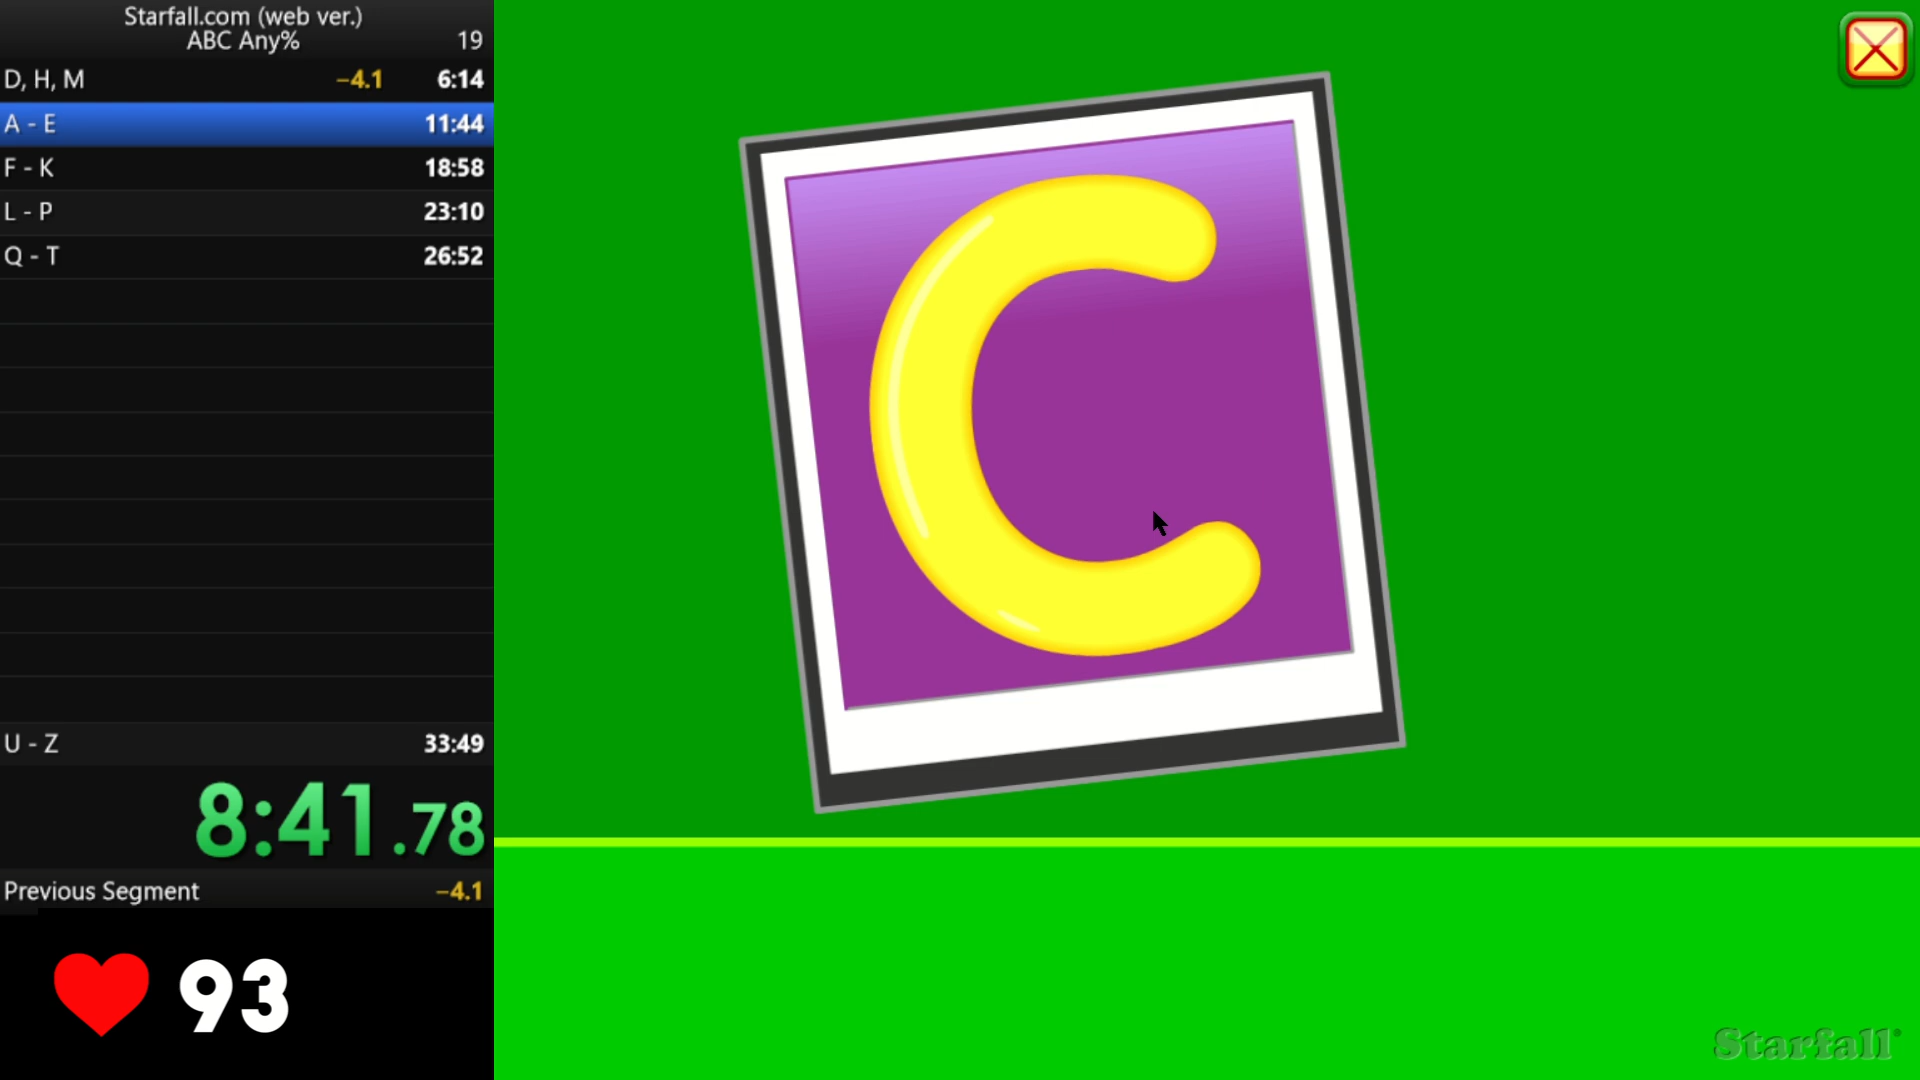 Starfall.com (web ver.)
ABC Any% 19
D, H, M −4.1 6:14
A - E 11:44
F - K 18:58
L - P 23:10
Q - T 26:52
U - Z 33:49
8:41.78
Previous Segment −4.1
93
C
Starfall®